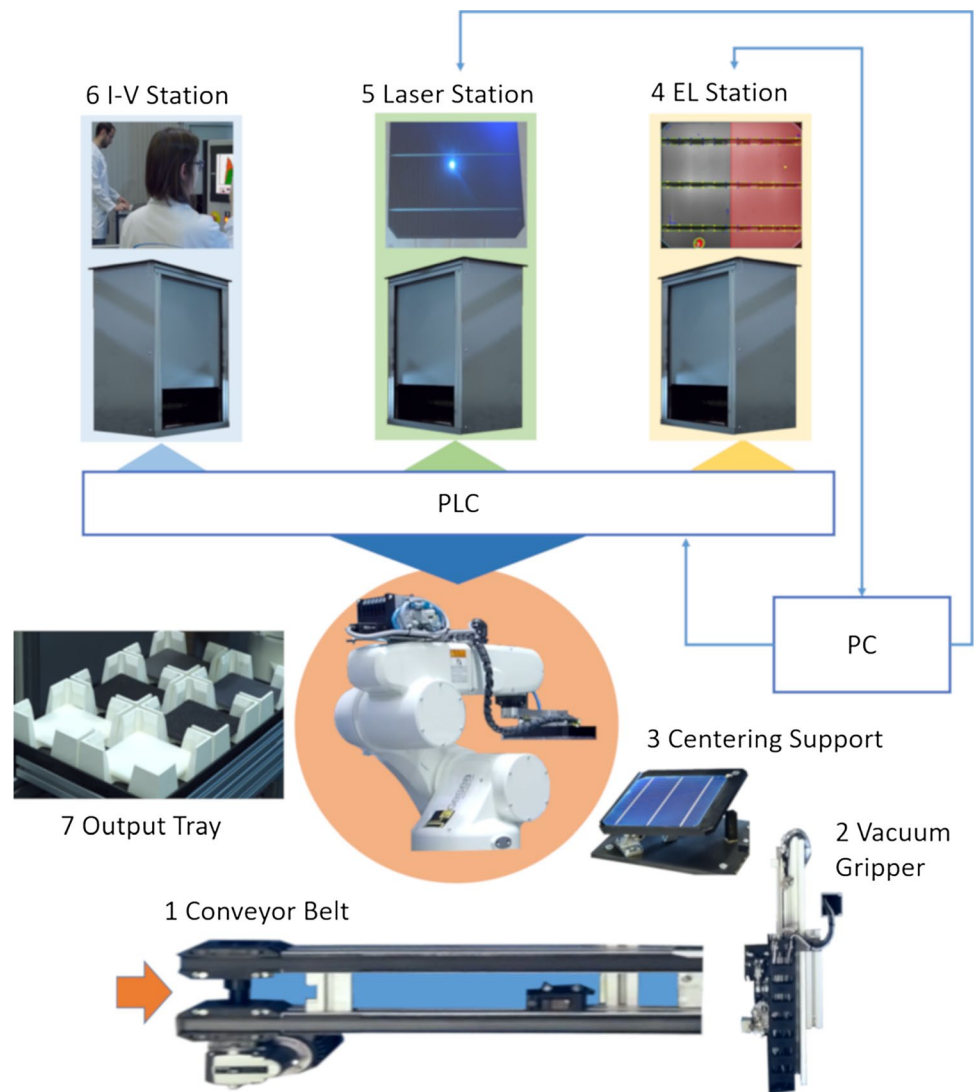 6 I-V Station
5 Laser Station
4 EL Station
PLC
PC
3 Centering Support
7 Output Tray
2 Vacuum
Gripper
1 Conveyor Belt